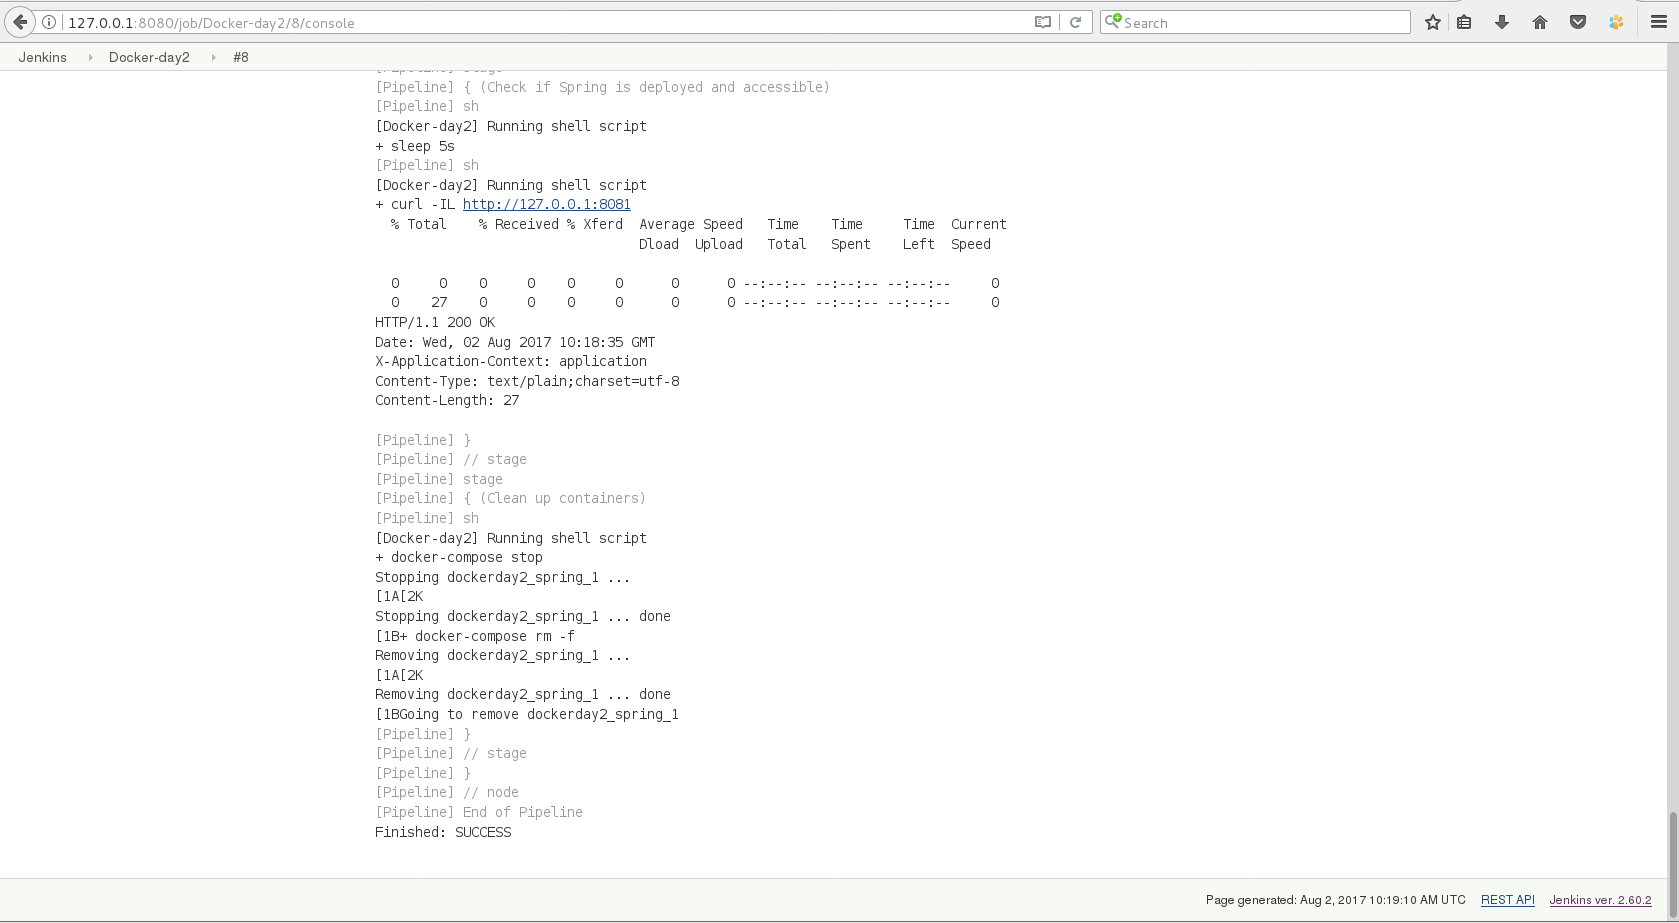 127.0.0.1:8080/job/Docker-day2/8/console
Search
Jenkins Docker-day2 #8
[Pipeline] stage
[Pipeline] { (Check if Spring is deployed and accessible)
[Pipeline] sh
[Docker-day2] Running shell script
+ sleep 5s
[Pipeline] sh
[Docker-day2] Running shell script
+ curl -IL http://127.0.0.1:8081
  % Total    % Received % Xferd  Average Speed   Time    Time     Time  Current
                                 Dload  Upload   Total   Spent    Left  Speed
  0     0    0     0    0     0      0      0 --:--:-- --:--:-- --:--:--     0
  0    27    0     0    0     0      0      0 --:--:-- --:--:-- --:--:--     0
HTTP/1.1 200 OK
Date: Wed, 02 Aug 2017 10:18:35 GMT
X-Application-Context: application
Content-Type: text/plain;charset=utf-8
Content-Length: 27
[Pipeline] }
[Pipeline] // stage
[Pipeline] stage
[Pipeline] { (Clean up containers)
[Pipeline] sh
[Docker-day2] Running shell script
+ docker-compose stop
Stopping dockerday2_spring_1 ...
[1A[2K
Stopping dockerday2_spring_1 ... done
[1B+ docker-compose rm -f
Removing dockerday2_spring_1 ...
[1A[2K
Removing dockerday2_spring_1 ... done
[1BGoing to remove dockerday2_spring_1
[Pipeline] }
[Pipeline] // stage
[Pipeline] }
[Pipeline] // node
[Pipeline] End of Pipeline
Finished: SUCCESS
Page generated: Aug 2, 2017 10:19:10 AM UTC REST API Jenkins ver. 2.60.2